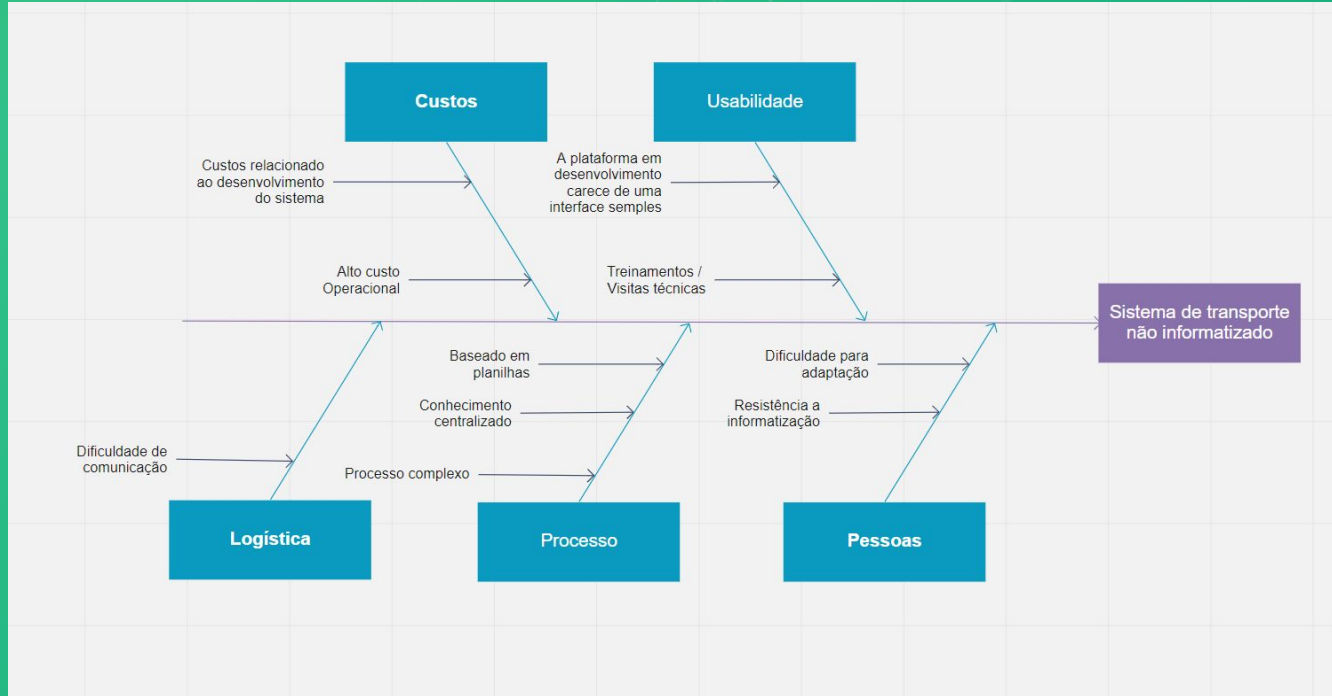 Custos
Usabilidade
Custos relacionado
ao desenvolvimento
do sistema
A plataforma em
desenvolvimento
carece de uma
interface semples
Alto custo
Operacional
Treinamentos /
Visitas técnicas
Sistema de transporte
não informatizado
Baseado em
planilhas
Dificuldade para
adaptação
Conhecimento
centralizado
Resistência a
informatização
Dificuldade de
comunicação
Processo complexo
Logística
Processo
Pessoas